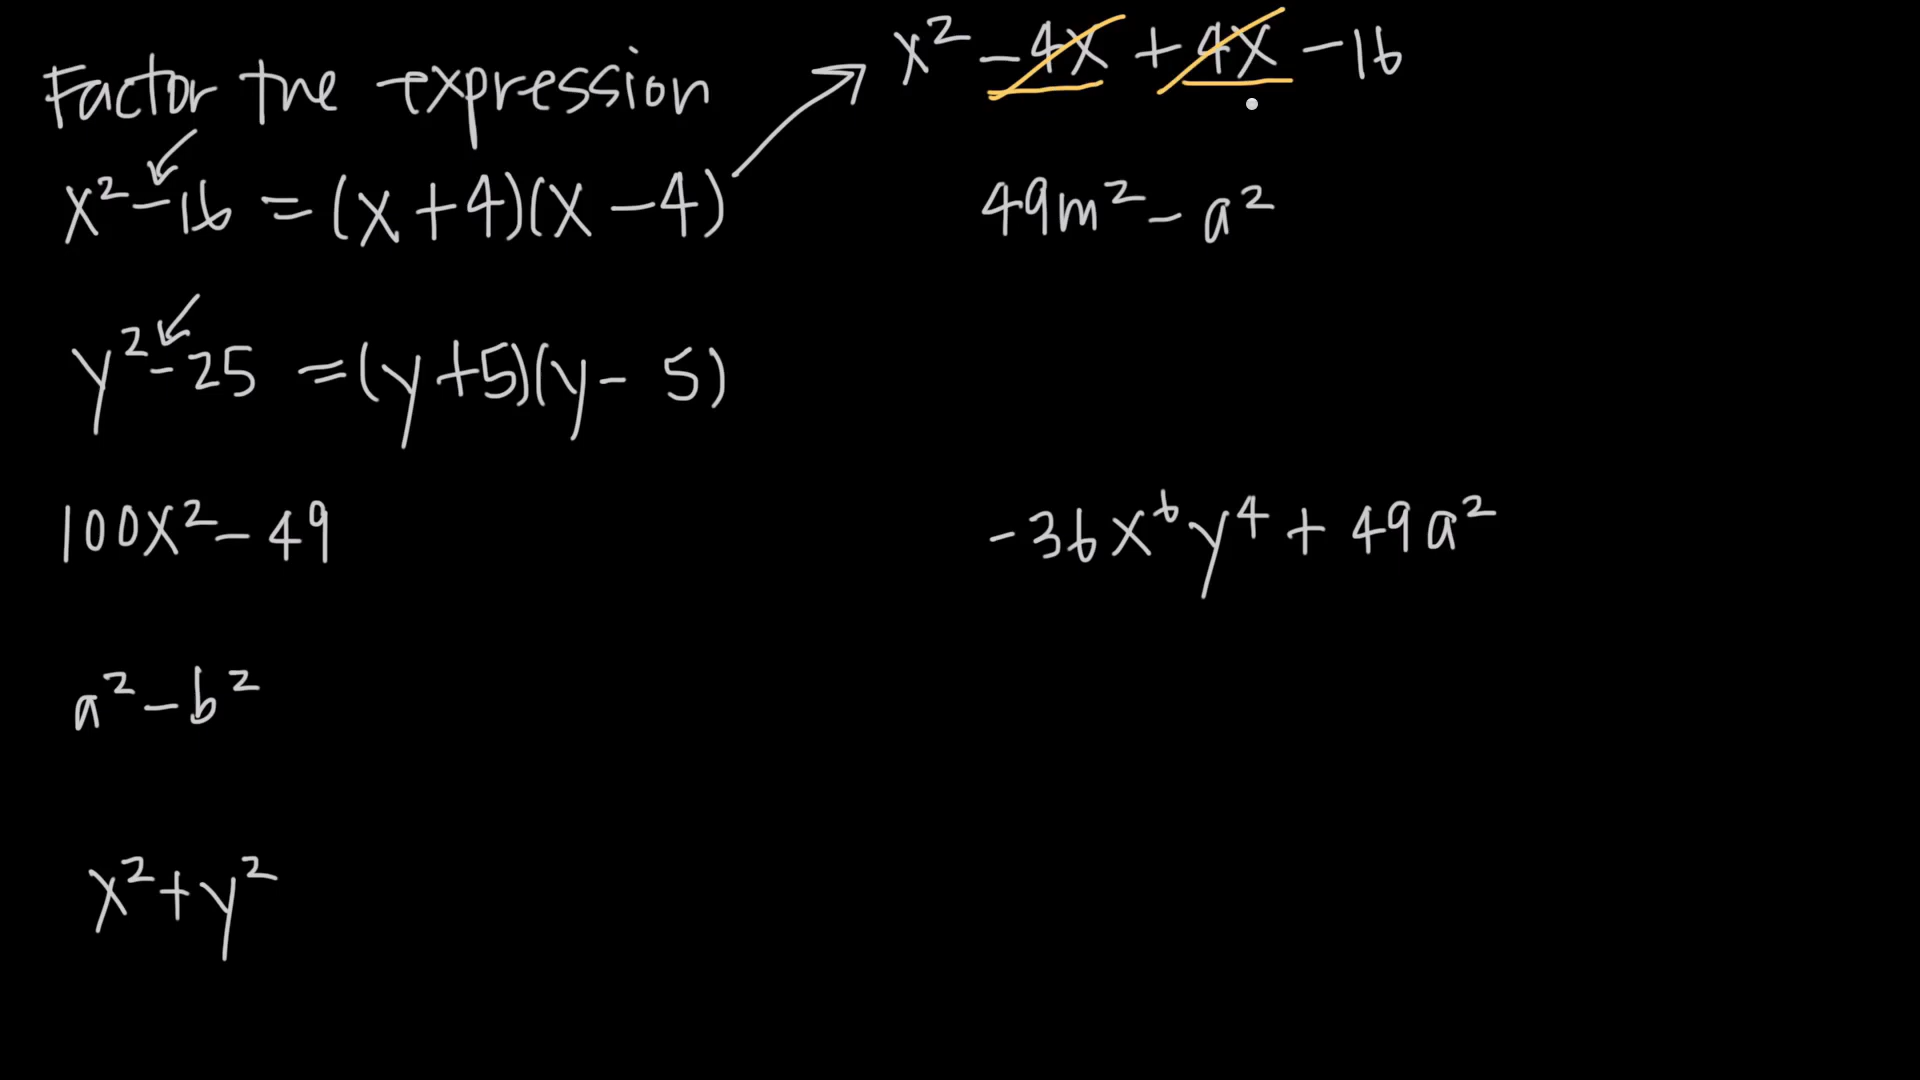 Factor the expression
x² - 16 = (x + 4)(x - 4)
y² - 25 = (y + 5)(y - 5)
100x² - 49
a² - b²
x² + y²
x² - 4x + 4x - 16
49m² - a²
-36x⁶y⁴ + 49a²